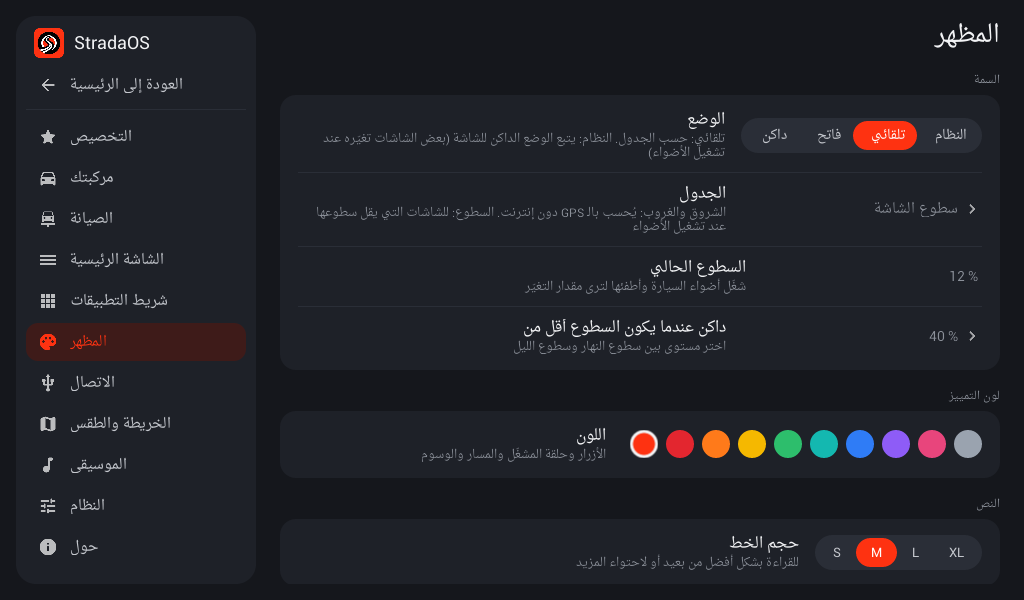 StradaOS
العودة إلى الرئيسية
التخصيص
مركبتك
الصيانة
الشاشة الرئيسية
شريط التطبيقات
المظهر
الاتصال
الخريطة والطقس
الموسيقى
النظام
حول
المظهر
السمة
الوضع
تلقائي: حسب الجدول. النظام: يتبع الوضع الداكن للشاشة (بعض الشاشات تغيّره عند
تشغيل الأضواء)
النظام تلقائي فاتح داكن
الجدول
الشروق والغروب: يُحسب بالـ GPS دون إنترنت. السطوع: للشاشات التي يقل سطوعها
عند تشغيل الأضواء
سطوع الشاشة
السطوع الحالي
شغّل أضواء السيارة وأطفئها لترى مقدار التغيّر
12 %
داكن عندما يكون السطوع أقل من
اختر مستوى بين سطوع النهار وسطوع الليل
40 %
لون التمييز
اللون
الأزرار وحلقة المشغّل والمسار والوسوم
النص
حجم الخط
للقراءة بشكل أفضل من بعيد أو لاحتواء المزيد
S M L XL